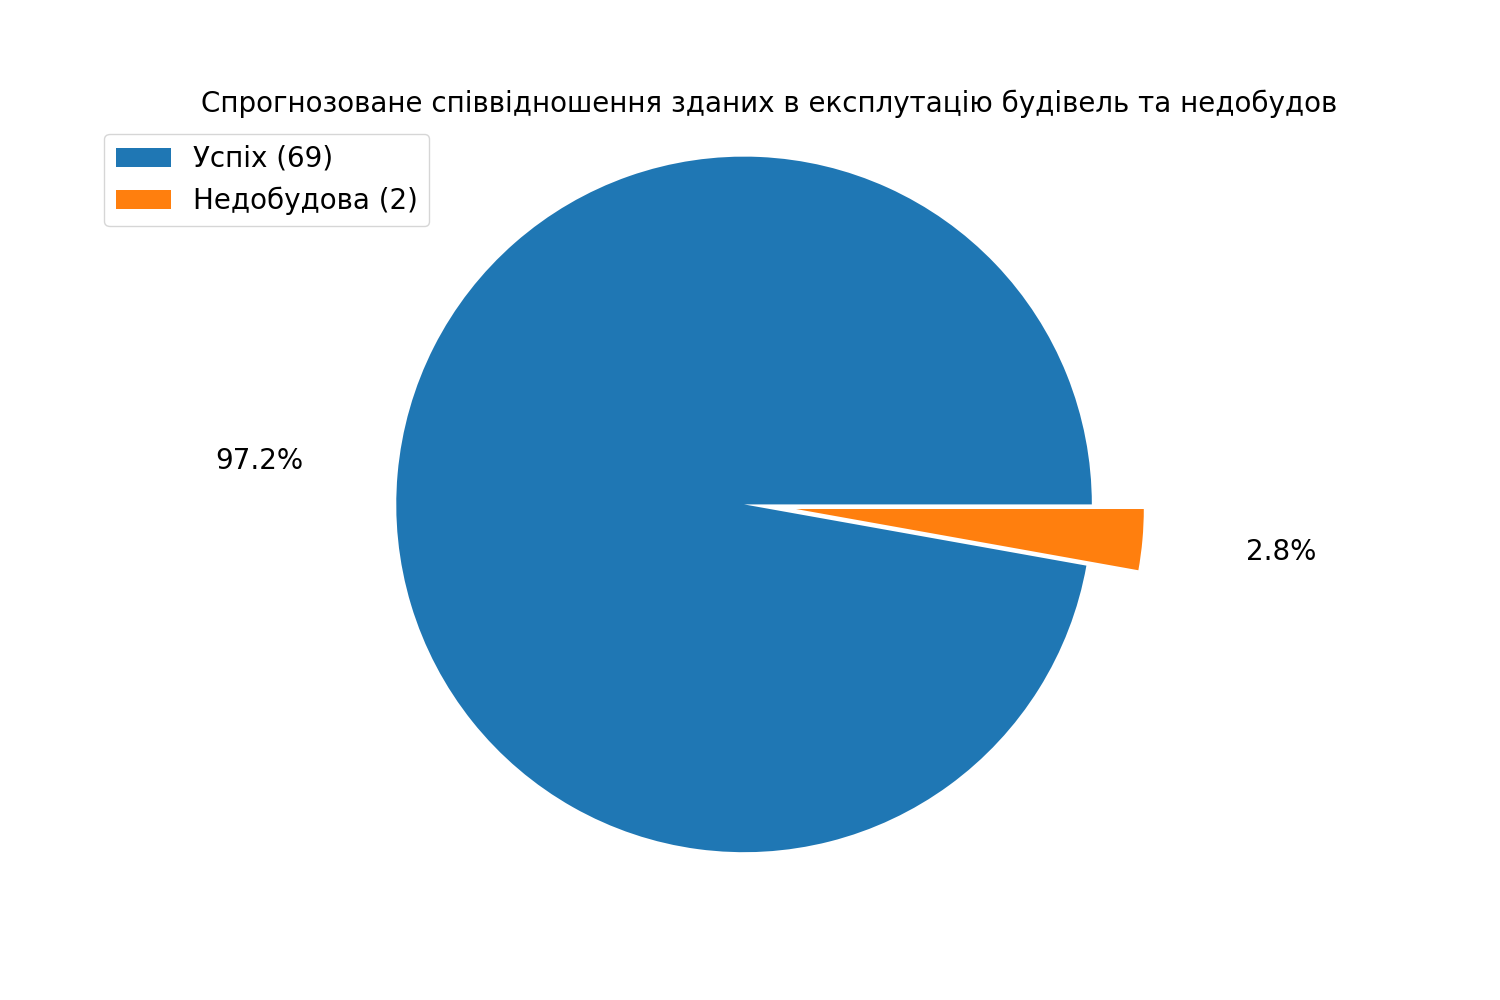 Спрогнозоване співвідношення зданих в експлутацію будівель та недобудов
Успіх (69)
Недобудова (2)
97.2%
2.8%